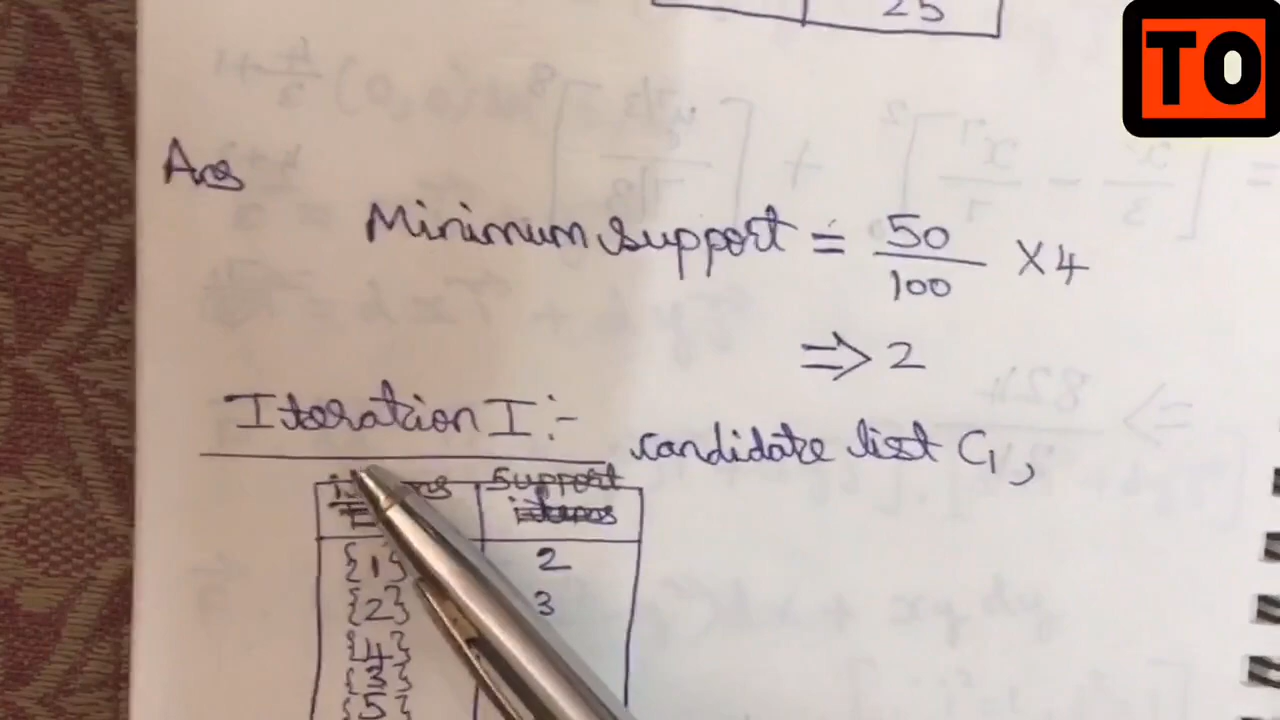 25
TO
Ans
Minimum support = 50/100 × 4
⇒ 2
Iteration I :-
candidate list C₁,
Support
{1} 2
{2} 3
{4}
{3}
{5}